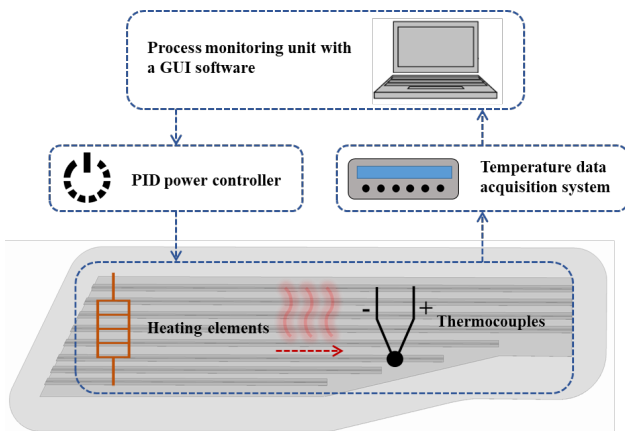 Process monitoring unit with
a GUI software
PID power controller
Temperature data
acquisition system
Heating elements
- +
Thermocouples